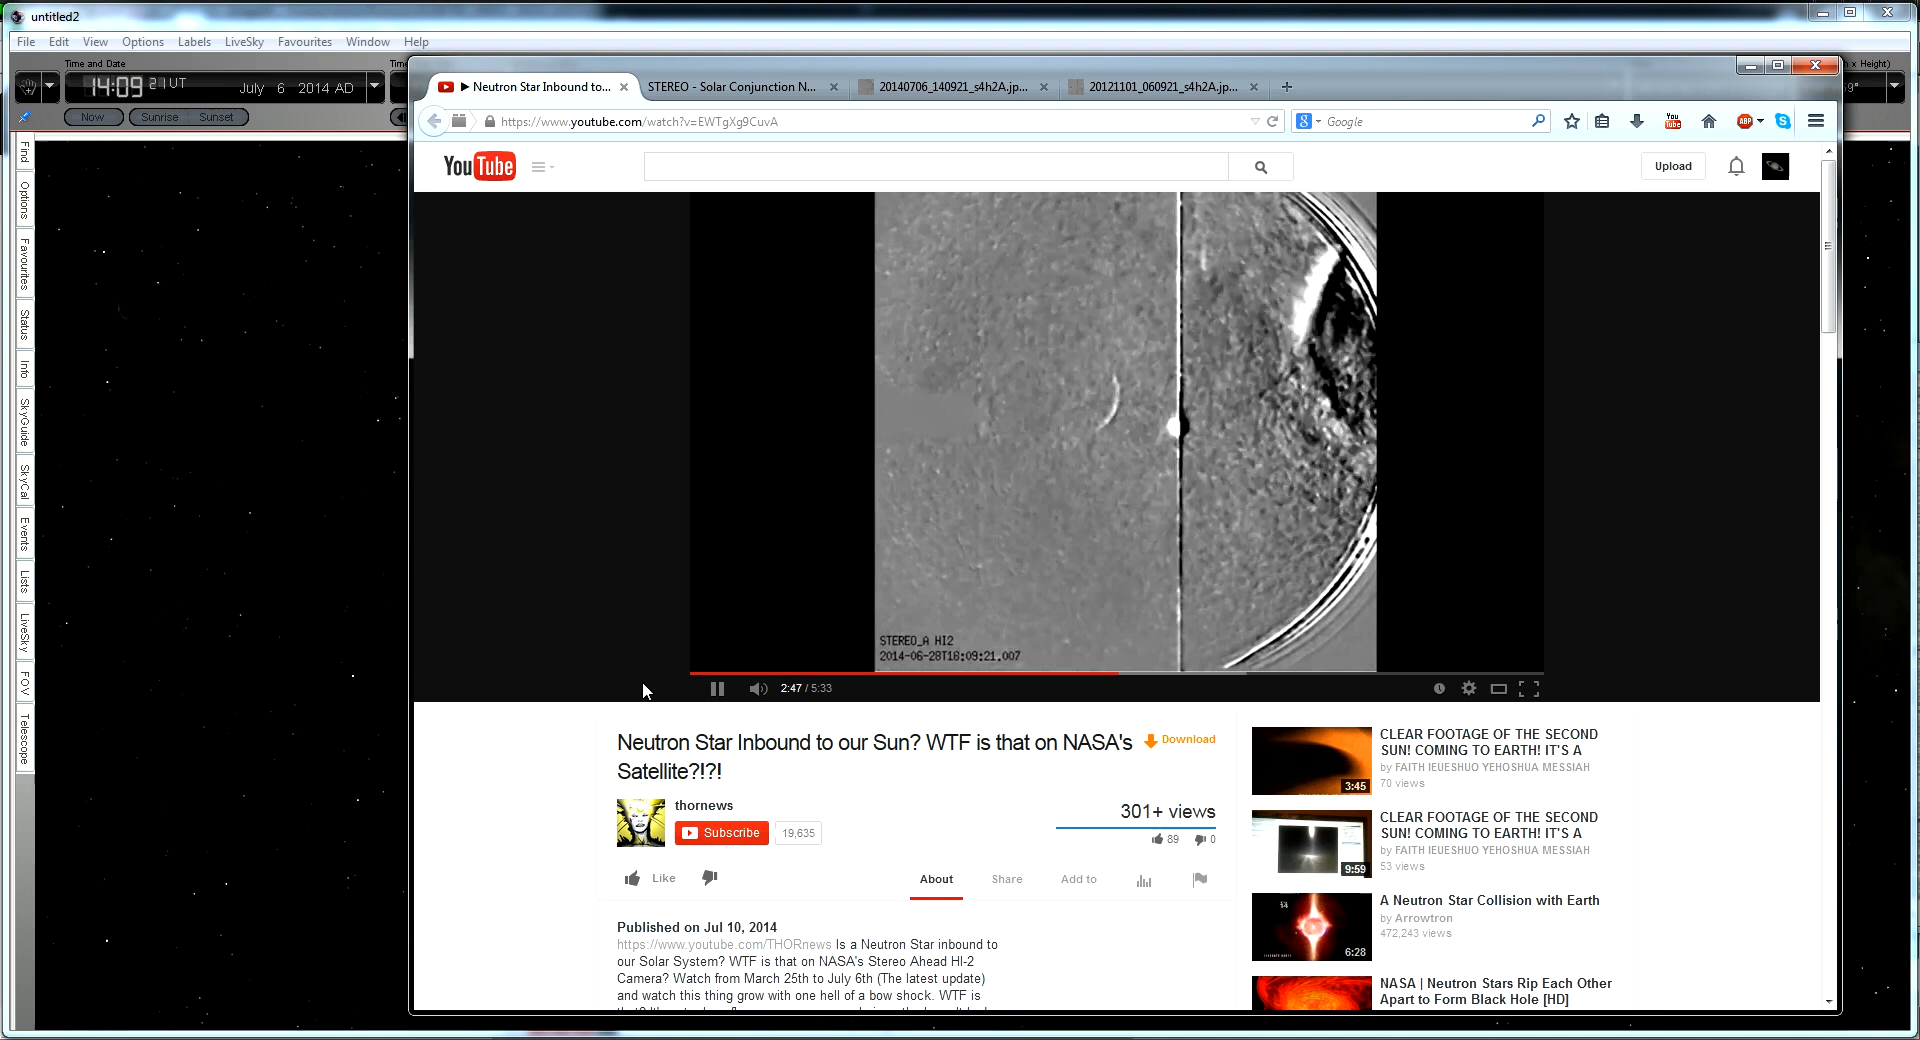 untitled2
File Edit View Options Labels LiveSky Favourites Window Help
Time and Date
14:09 21 UT July 6 2014 AD
Now Sunrise Sunset
Find
Options
Favourites
Status
Info
SkyGuide
SkyCal
Events
Lists
LiveSky
FOV
Telescope
Neutron Star Inbound to... STEREO - Solar Conjunction N... 20140706_140921_s4h2A.jp... 20121101_060921_s4h2A.jp...
https://www.youtube.com/watch?v=EWTgXg9CuvA
Google
YouTube
Upload
STEREO_A HI2
2014-06-28T16:09:21.007
2:47 / 5:33
Neutron Star Inbound to our Sun? WTF is that on NASA's
Satellite?!?!
Download
thornews
Subscribe 19,635
301+ views
89 0
Like
About Share Add to
Published on Jul 10, 2014
https://www.youtube.com/THORnews Is a Neutron Star inbound to
our Solar System? WTF is that on NASA's Stereo Ahead HI-2
Camera? Watch from March 25th to July 6th (The latest update)
and watch this thing grow with one hell of a bow shock. WTF is
CLEAR FOOTAGE OF THE SECOND
SUN! COMING TO EARTH! IT'S A
by FAITH IEUESHUO YEHOSHUA MESSIAH
70 views
3:45
CLEAR FOOTAGE OF THE SECOND
SUN! COMING TO EARTH! IT'S A
by FAITH IEUESHUO YEHOSHUA MESSIAH
53 views
9:59
A Neutron Star Collision with Earth
by Arrowtron
472,243 views
6:28
NASA | Neutron Stars Rip Each Other
Apart to Form Black Hole [HD]